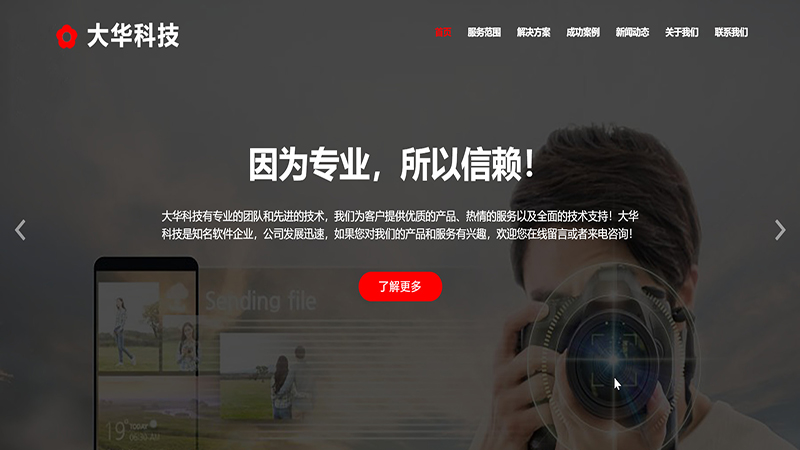 大华科技
首页 服务范围 解决方案 成功案例 新闻动态 关于我们 联系我们
因为专业，所以信赖！
大华科技有专业的团队和先进的技术，我们为客户提供优质的产品、热情的服务以及全面的技术支持！大华
科技是知名软件企业，公司发展迅速，如果您对我们的产品和服务有兴趣，欢迎您在线留言或者来电咨询！
了解更多
Sending file
19° TODAY
06:30 JAN